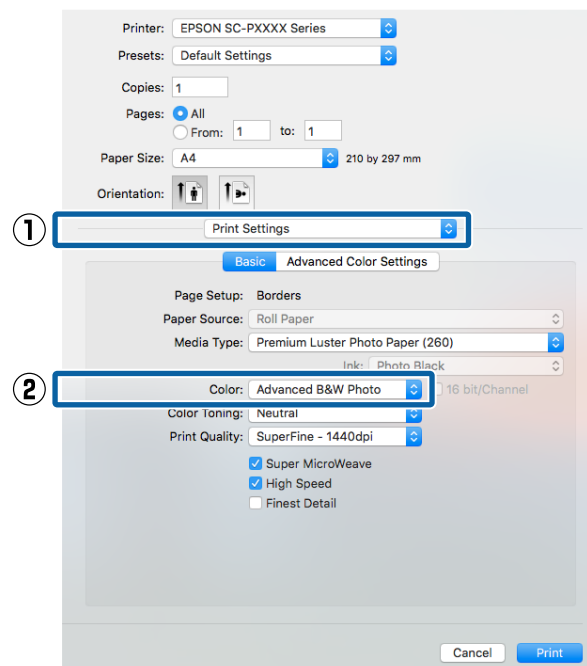 Printer: EPSON SC-PXXXX Series
Presets: Default Settings
Copies: 1
Pages: All
From: 1 to: 1
Paper Size: A4 210 by 297 mm
Orientation:
1 Print Settings
Basic Advanced Color Settings
Page Setup: Borders
Paper Source: Roll Paper
Media Type: Premium Luster Photo Paper (260)
Ink: Photo Black
2 Color: Advanced B&W Photo 16 bit/Channel
Color Toning: Neutral
Print Quality: SuperFine - 1440dpi
Super MicroWeave
High Speed
Finest Detail
Cancel Print